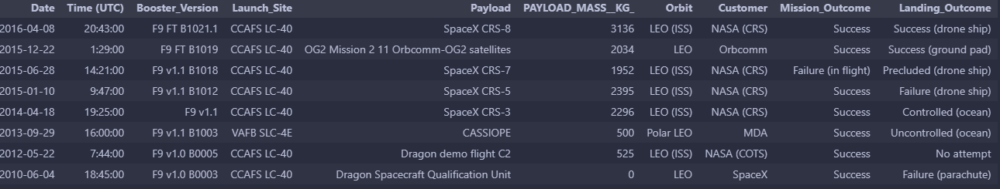 Date Time (UTC) Booster_Version Launch_Site Payload PAYLOAD_MASS__KG_ Orbit Customer Mission_Outcome Landing_Outcome
2016-04-08 20:43:00 F9 FT B1021.1 CCAFS LC-40 SpaceX CRS-8 3136 LEO (ISS) NASA (CRS) Success Success (drone ship)
2015-12-22 1:29:00 F9 FT B1019 CCAFS LC-40 OG2 Mission 2 11 Orbcomm-OG2 satellites 2034 LEO Orbcomm Success Success (ground pad)
2015-06-28 14:21:00 F9 v1.1 B1018 CCAFS LC-40 SpaceX CRS-7 1952 LEO (ISS) NASA (CRS) Failure (in flight) Precluded (drone ship)
2015-01-10 9:47:00 F9 v1.1 B1012 CCAFS LC-40 SpaceX CRS-5 2395 LEO (ISS) NASA (CRS) Success Failure (drone ship)
2014-04-18 19:25:00 F9 v1.1 CCAFS LC-40 SpaceX CRS-3 2296 LEO (ISS) NASA (CRS) Success Controlled (ocean)
2013-09-29 16:00:00 F9 v1.1 B1003 VAFB SLC-4E CASSIOPE 500 Polar LEO MDA Success Uncontrolled (ocean)
2012-05-22 7:44:00 F9 v1.0 B0005 CCAFS LC-40 Dragon demo flight C2 525 LEO (ISS) NASA (COTS) Success No attempt
2010-06-04 18:45:00 F9 v1.0 B0003 CCAFS LC-40 Dragon Spacecraft Qualification Unit 0 LEO SpaceX Success Failure (parachute)